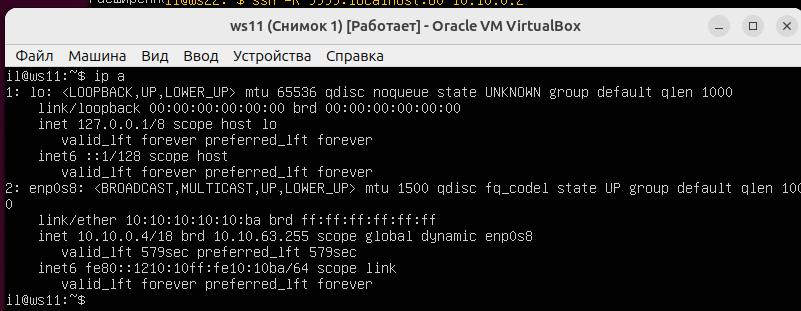 ws11 (Снимок 1) [Работает] - Oracle VM VirtualBox
Файл Машина Вид Ввод Устройства Справка
il@ws11:~$ ip a
1: lo: <LOOPBACK,UP,LOWER_UP> mtu 65536 qdisc noqueue state UNKNOWN group default qlen 1000
    link/loopback 00:00:00:00:00:00 brd 00:00:00:00:00:00
    inet 127.0.0.1/8 scope host lo
       valid_lft forever preferred_lft forever
    inet6 ::1/128 scope host
       valid_lft forever preferred_lft forever
2: enp0s8: <BROADCAST,MULTICAST,UP,LOWER_UP> mtu 1500 qdisc fq_codel state UP group default qlen 100
0
    link/ether 10:10:10:10:10:ba brd ff:ff:ff:ff:ff:ff
    inet 10.10.0.4/18 brd 10.10.63.255 scope global dynamic enp0s8
       valid_lft 579sec preferred_lft 579sec
    inet6 fe80::1210:10ff:fe10:10ba/64 scope link
       valid_lft forever preferred_lft forever
il@ws11:~$